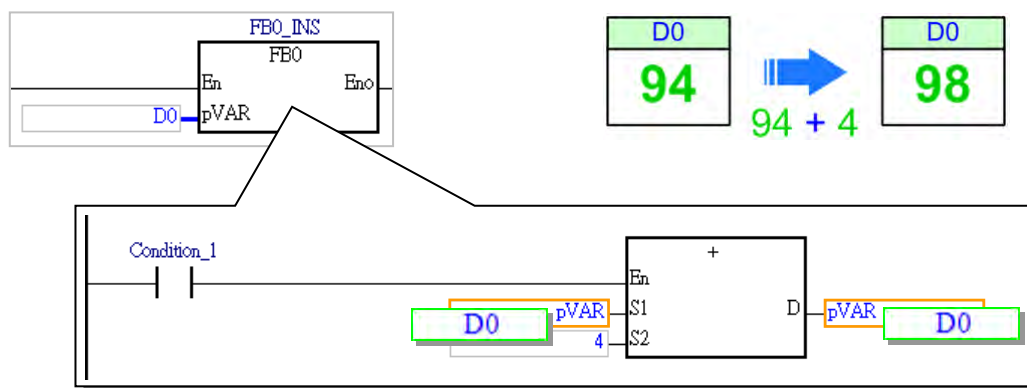 FB0_INS
FB0
En Eno
D0 pVAR
D0 D0
94 98
94 + 4
Condition_1
+
En
pVAR S1 D pVAR
D0 D0
4 S2